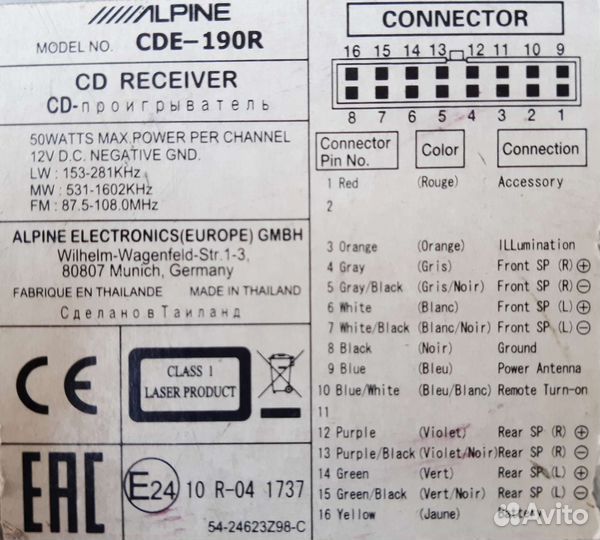 ALPINE
MODEL NO. CDE-190R
CD RECEIVER
CD-проигрыватель
50WATTS MAX.POWER PER CHANNEL
12V D.C. NEGATIVE GND.
LW : 153-281KHz
MW : 531-1602KHz
FM : 87.5-108.0MHz
ALPINE ELECTRONICS(EUROPE) GMBH
Wilhelm-Wagenfeld-Str.1-3,
80807 Munich, Germany
FABRIQUE EN THAILANDE MADE IN THAILAND
Сделано в Таиланд
CE
CLASS 1
LASER PRODUCT
EAC
E24 10 R-04 1737
54-24623Z98-C
CONNECTOR
16 15 14 13 12 11 10 9
8 7 6 5 4 3 2 1
Connector Pin No. Color Connection
1 Red (Rouge) Accessory
2
3 Orange (Orange) ILLumination
4 Gray (Gris) Front SP (R) ⊕
5 Gray/Black (Gris/Noir) Front SP (R) ⊖
6 White (Blanc) Front SP (L) ⊕
7 White/Black (Blanc/Noir) Front SP (L) ⊖
8 Black (Noir) Ground
9 Blue (Bleu) Power Antenna
10 Blue/White (Bleu/Blanc) Remote Turn-on
11
12 Purple (Violet) Rear SP (R) ⊕
13 Purple/Black (Violet/Noir) Rear SP (R) ⊖
14 Green (Vert) Rear SP (L) ⊕
15 Green/Black (Vert/Noir) Rear SP (L) ⊖
16 Yellow (Jaune) Battery
Avito